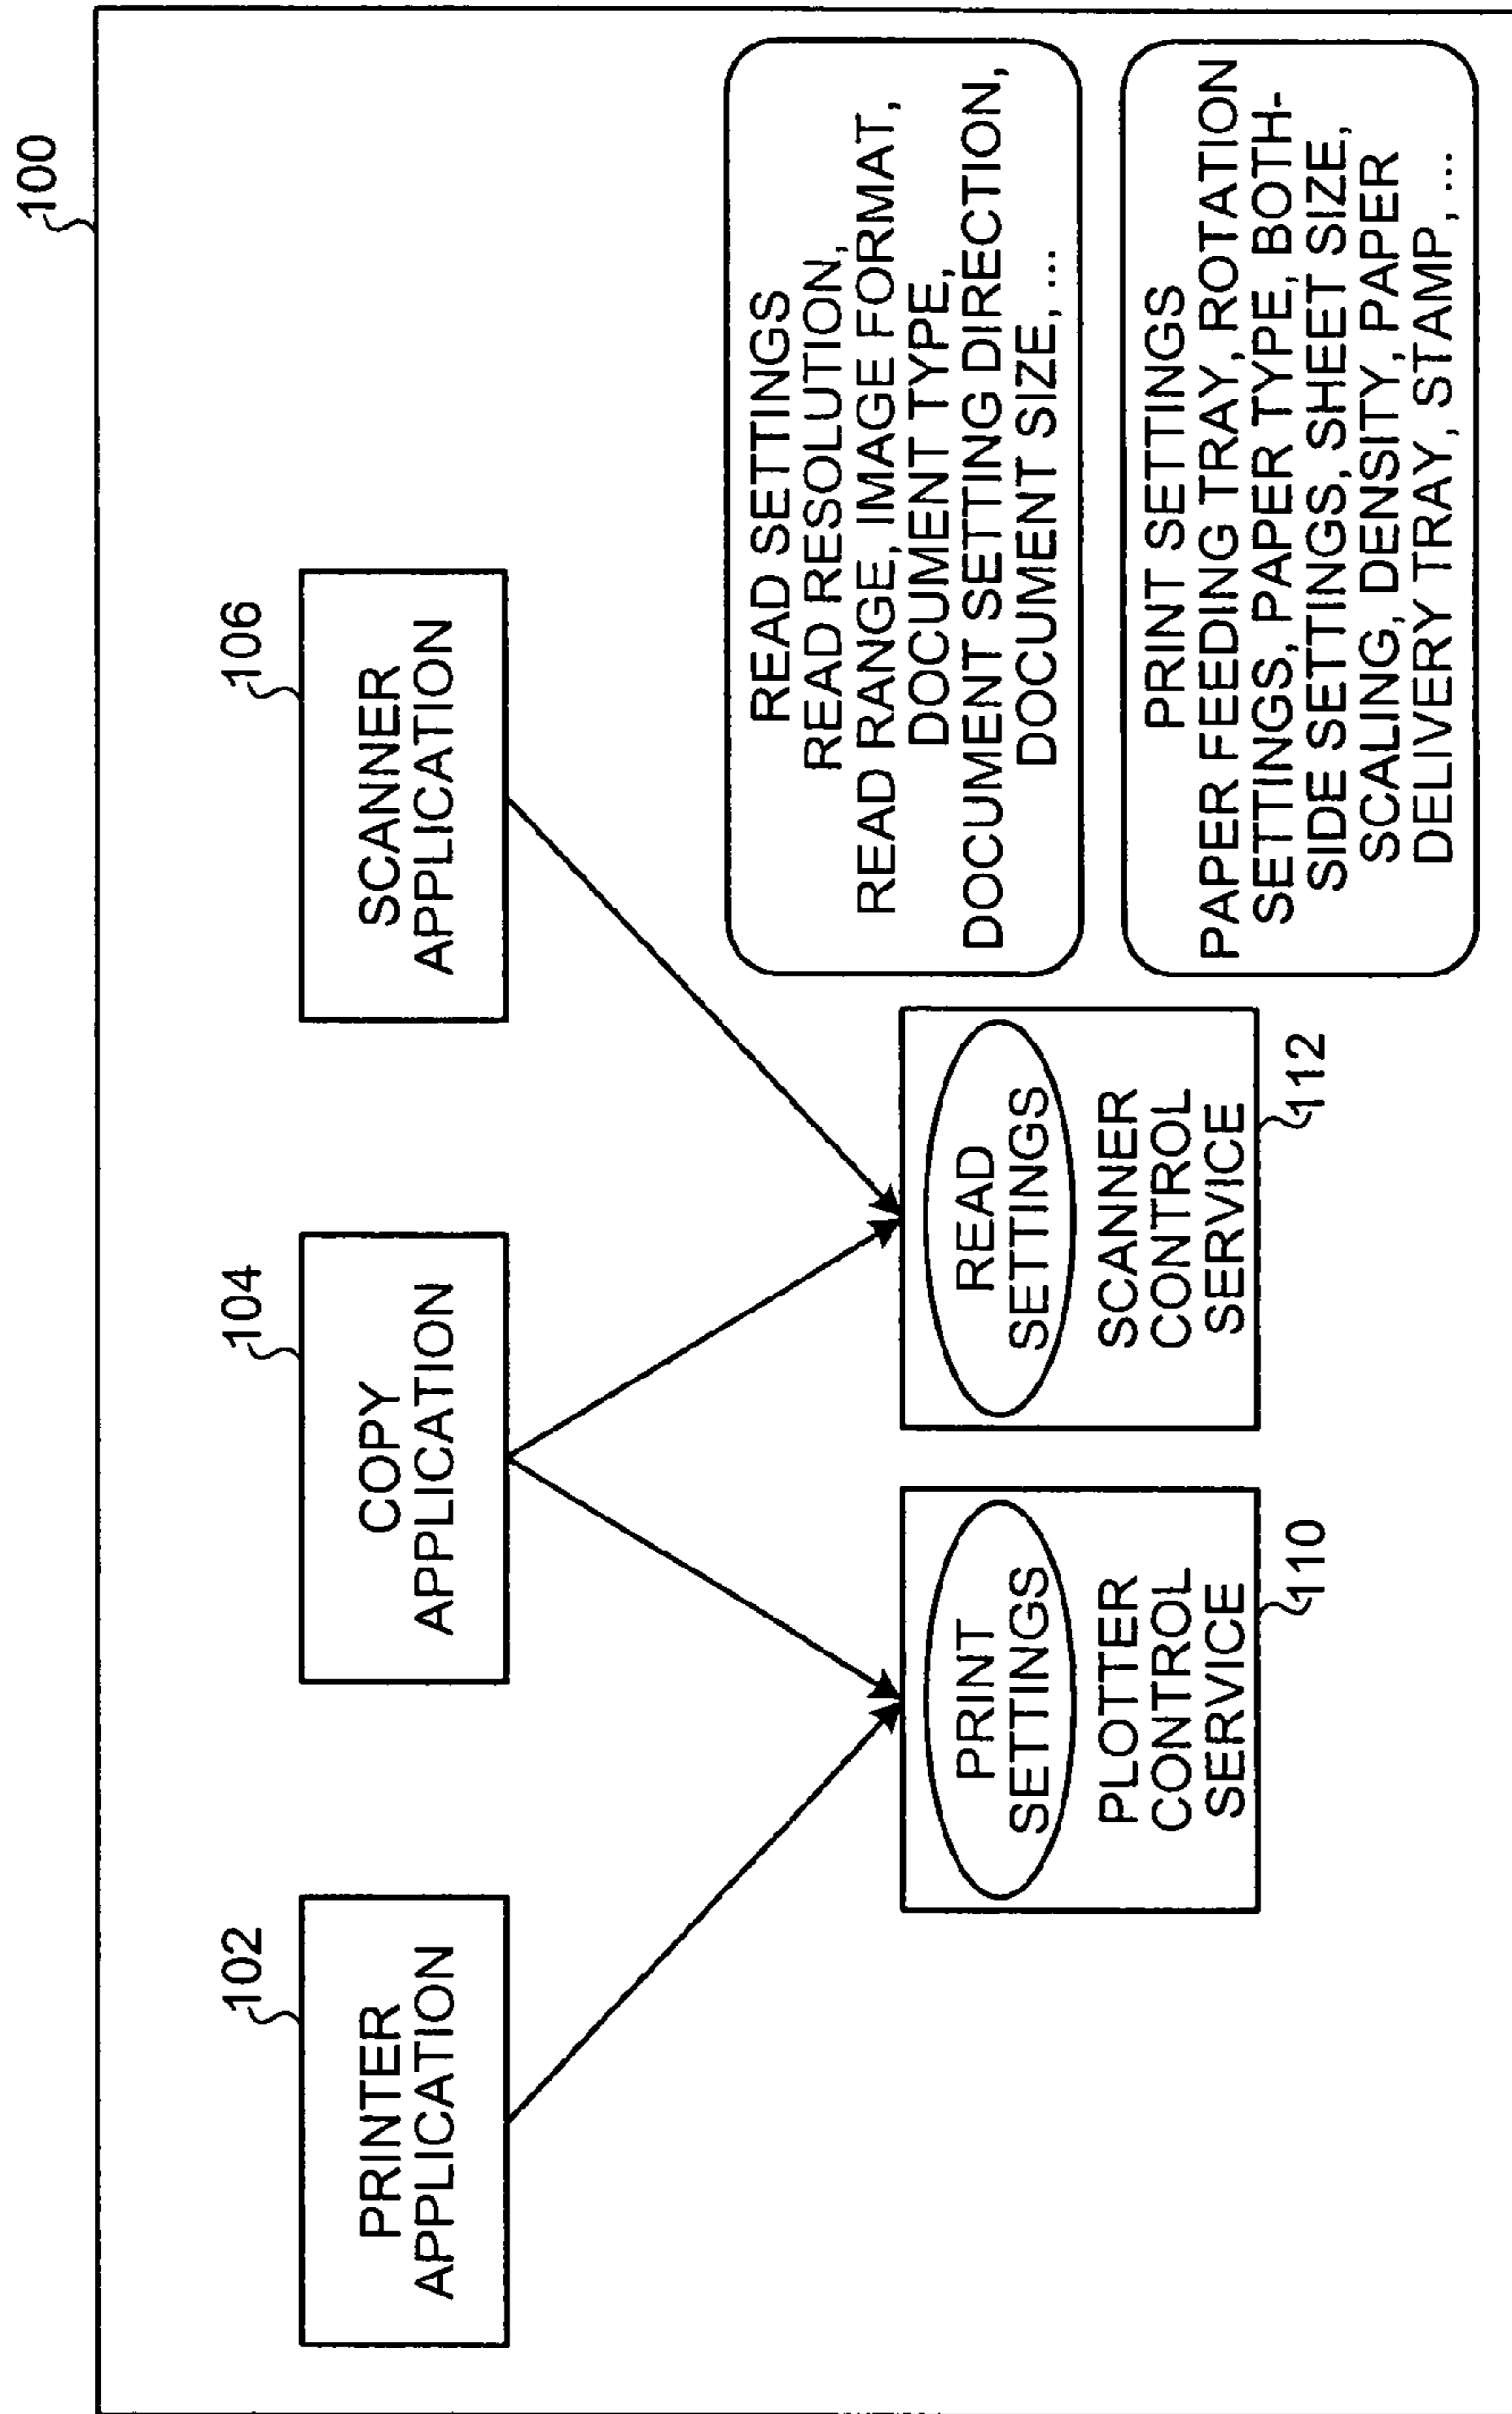 100
102
PRINTER
APPLICATION
104
COPY
APPLICATION
106
SCANNER
APPLICATION
PRINT
SETTINGS
PLOTTER
CONTROL
SERVICE
110
READ
SETTINGS
SCANNER
CONTROL
SERVICE
112
READ SETTINGS
READ RESOLUTION,
READ RANGE, IMAGE FORMAT,
DOCUMENT TYPE,
DOCUMENT SETTING DIRECTION,
DOCUMENT SIZE, ...
PRINT SETTINGS
PAPER FEEDING TRAY, ROTATION
SETTINGS, PAPER TYPE, BOTH-
SIDE SETTINGS, SHEET SIZE,
SCALING, DENSITY, PAPER
DELIVERY TRAY, STAMP, ...